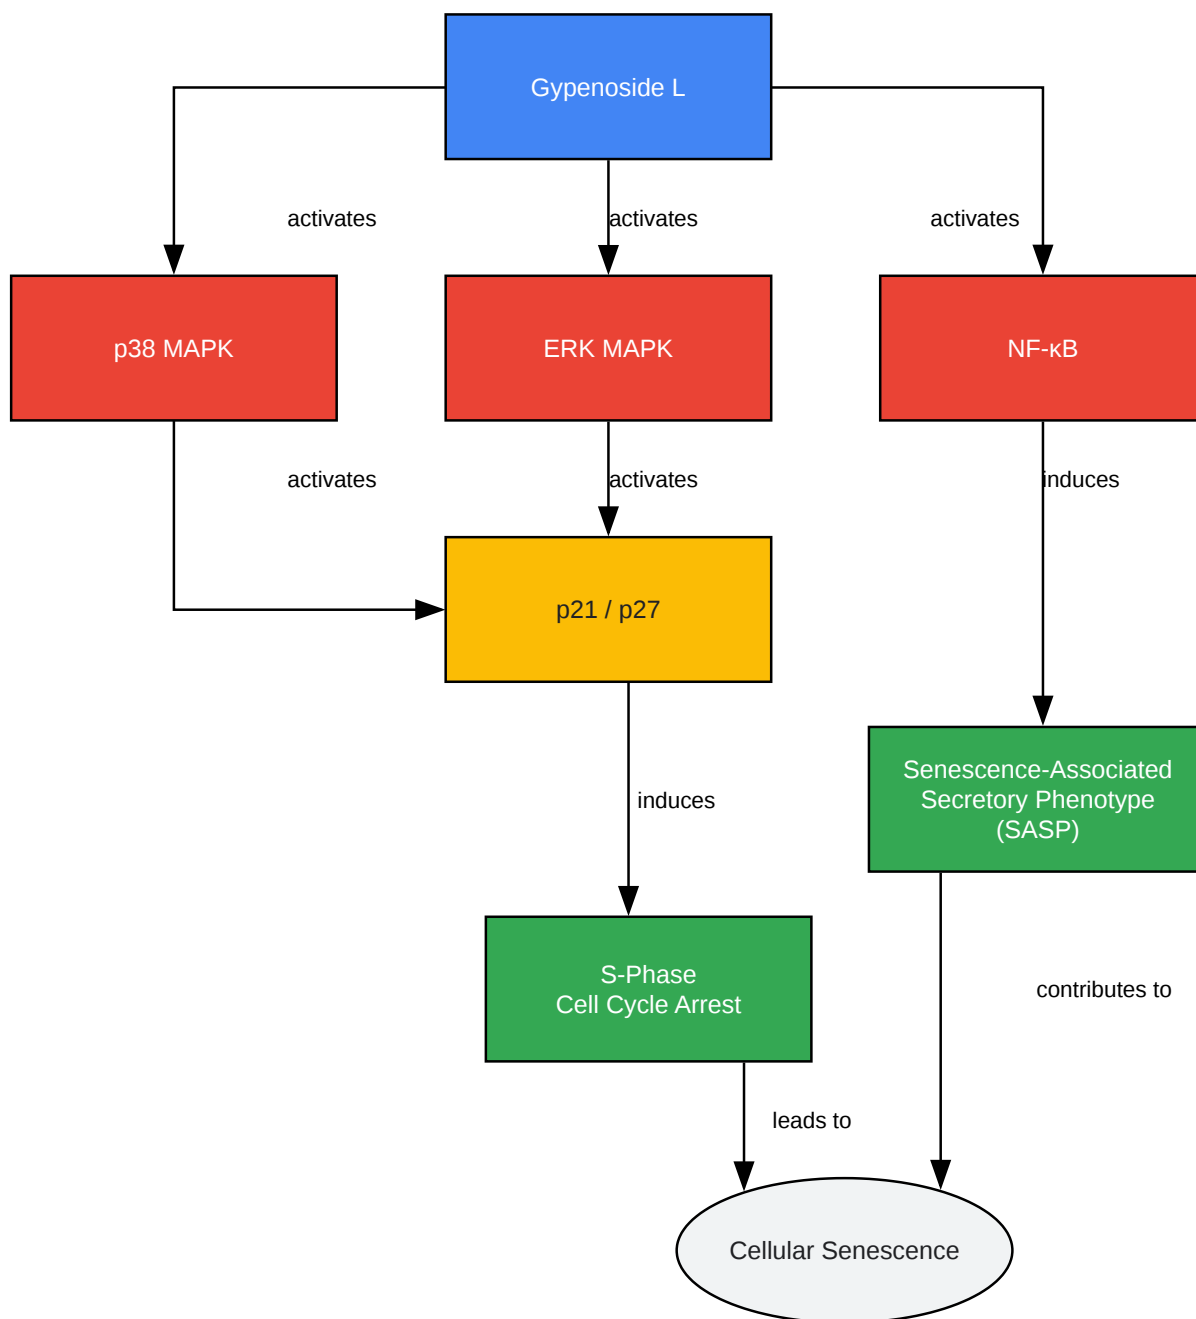 Gypenoside L
activates
activates
activates
p38 MAPK
ERK MAPK
NF-κB
activates
activates
induces
p21 / p27
Senescence-Associated
Secretory Phenotype
(SASP)
induces
S-Phase
Cell Cycle Arrest
contributes to
leads to
Cellular Senescence